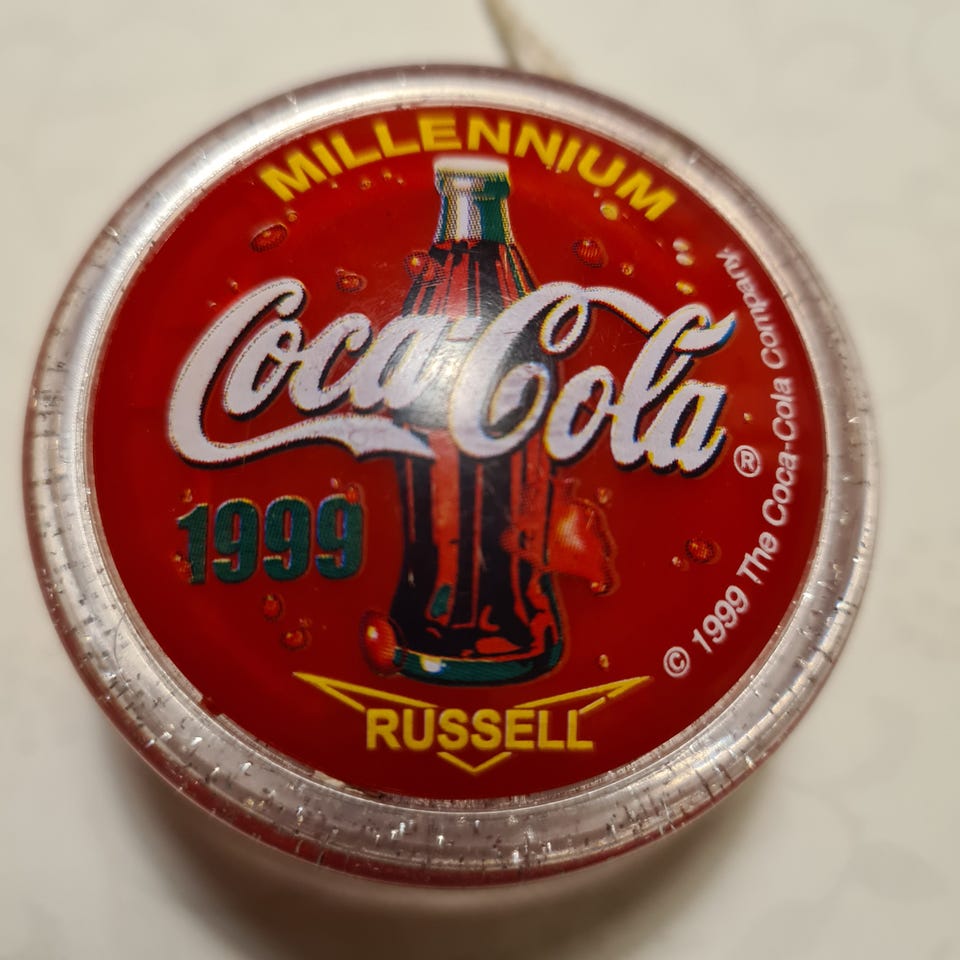 MILLENNIUM
Coca-Cola ®
1999
RUSSELL
© 1999 The Coca-Cola Company.